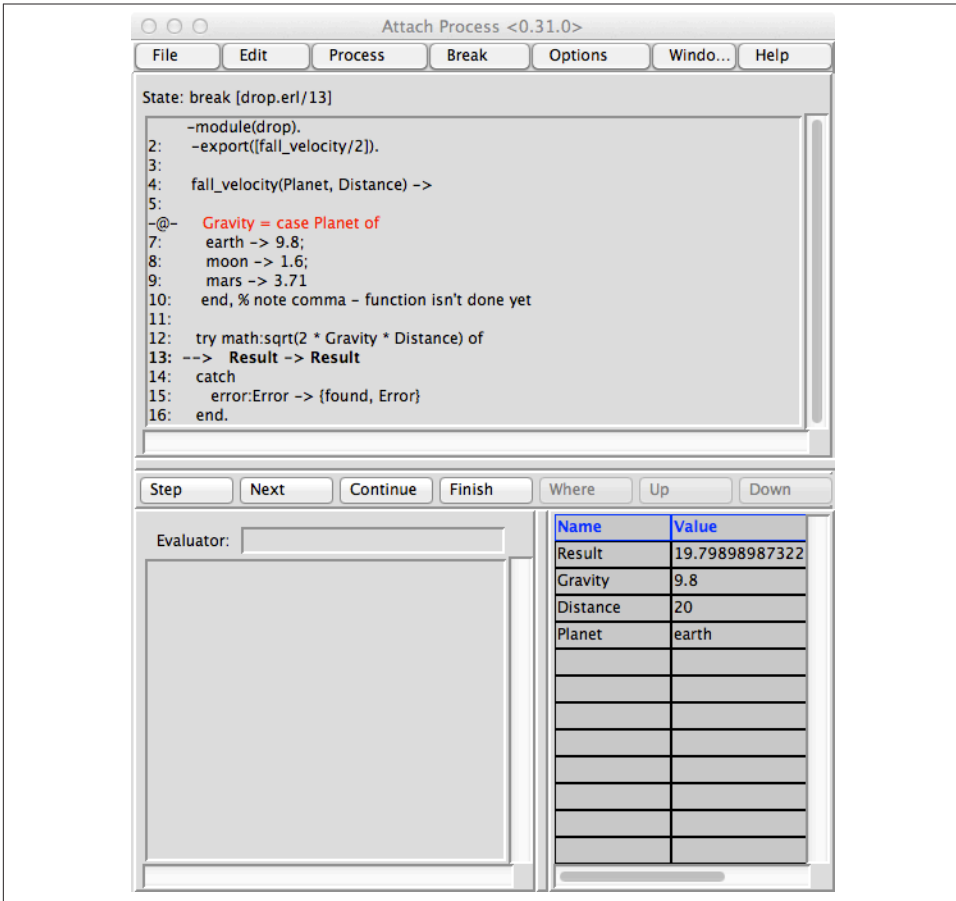 Attach Process <0.31.0>
File Edit Process Break Options Windo... Help
State: break [drop.erl/13]
-module(drop).
2: -export([fall_velocity/2]).
3:
4: fall_velocity(Planet, Distance) ->
5:
-@- Gravity = case Planet of
7: earth -> 9.8;
8: moon -> 1.6;
9: mars -> 3.71
10: end, % note comma - function isn't done yet
11:
12: try math:sqrt(2 * Gravity * Distance) of
13: --> Result -> Result
14: catch
15: error:Error -> {found, Error}
16: end.
Step Next Continue Finish Where Up Down
Evaluator:
Name Value
Result 19.79898987322
Gravity 9.8
Distance 20
Planet earth